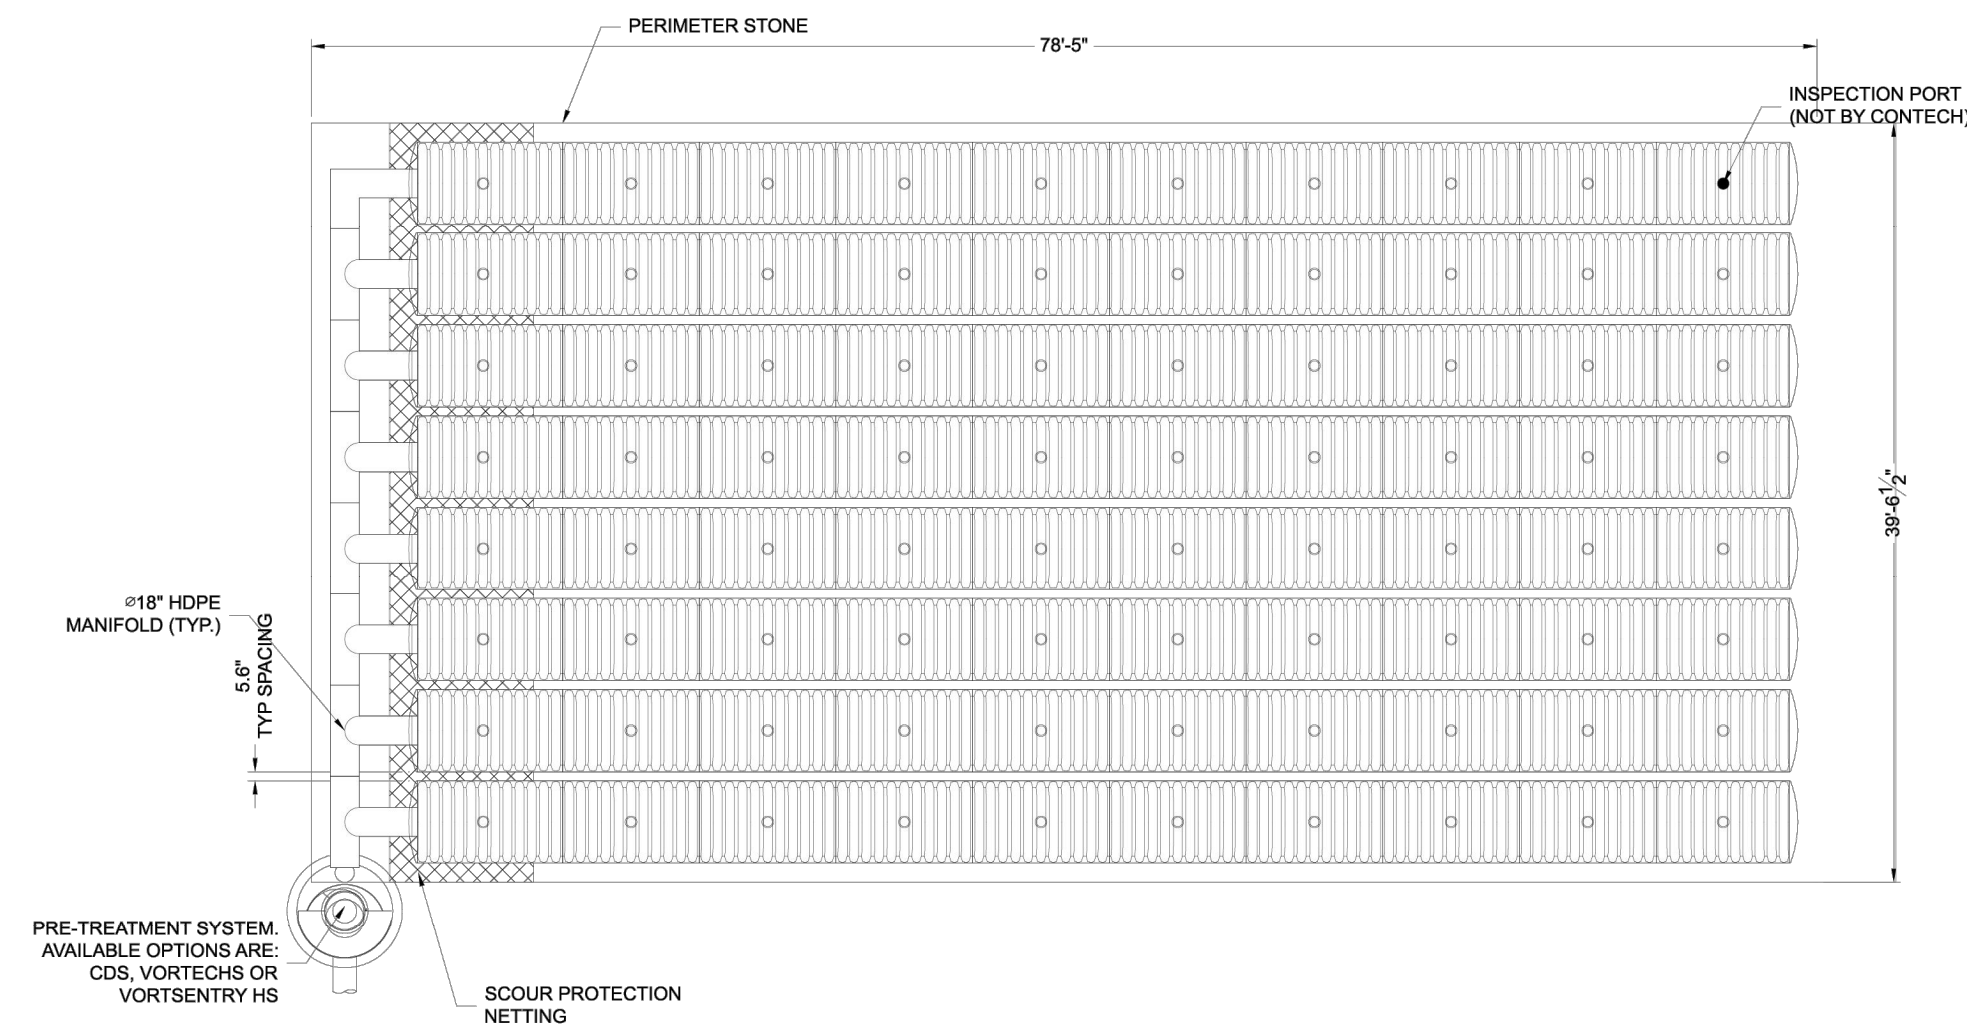 PERIMETER STONE
78'-5"
INSPECTION PORT
(NOT BY CONTECH)
39'-6 1/2"
⌀18" HDPE
MANIFOLD (TYP.)
5.6"
TYP SPACING
PRE-TREATMENT SYSTEM.
AVAILABLE OPTIONS ARE:
CDS, VORTECHS OR
VORTSENTRY HS
SCOUR PROTECTION
NETTING